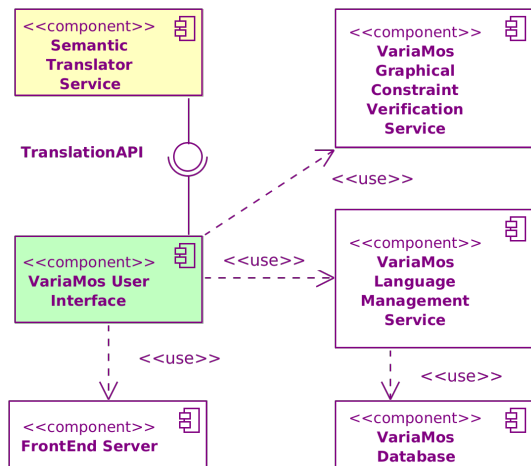 <<component>>
Semantic
Translator
Service
<<component>>
VariaMos
Graphical
Constraint
Verification
Service
TranslationAPI
<<use>>
<<component>>
VariaMos User
Interface
<<use>>
<<component>>
VariaMos
Language
Management
Service
<<use>>
<<use>>
<<component>>
FrontEnd Server
<<component>>
VariaMos
Database